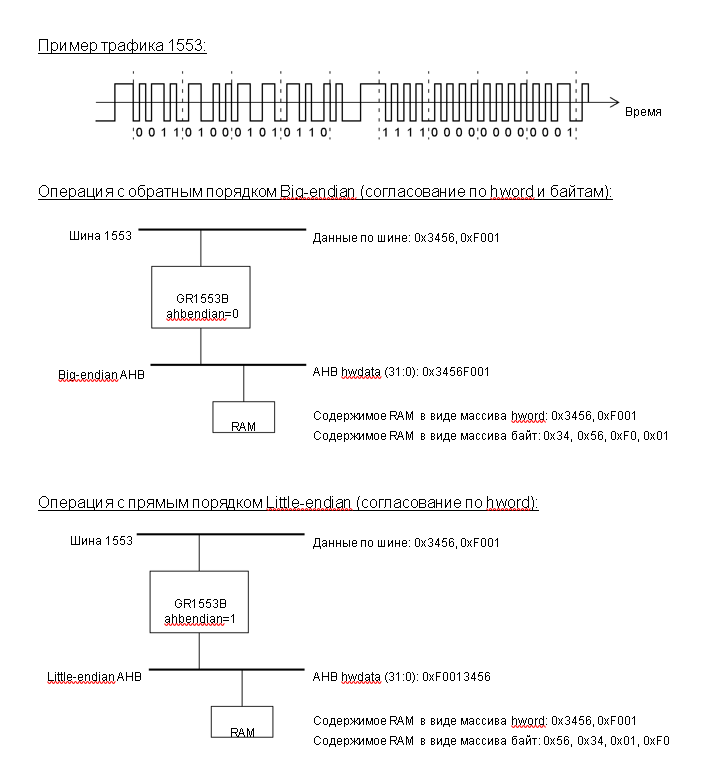 Пример трафика 1553:
Время
0 0 1 1 0 1 0 0 0 1 0 1 0 1 1 0 1 1 1 1 0 0 0 0 0 0 0 0 0 0 0 1
Операция с обратным порядком Big-endian (согласование по hword и байтам):
Шина 1553
Данные по шине: 0x3456, 0xF001
GR1553B
ahbendian=0
Big-endian AHB
AHB hwdata (31:0): 0x3456F001
RAM
Содержимое RAM в виде массива hword: 0x3456, 0xF001
Содержимое RAM в виде массива байт: 0x34, 0x56, 0xF0, 0x01
Операция с прямым порядком Little-endian (согласование по hword):
Шина 1553
Данные по шине: 0x3456, 0xF001
GR1553B
ahbendian=1
Little-endian AHB
AHB hwdata (31:0): 0xF0013456
RAM
Содержимое RAM в виде массива hword: 0x3456, 0xF001
Содержимое RAM в виде массива байт: 0x56, 0x34, 0x01, 0xF0